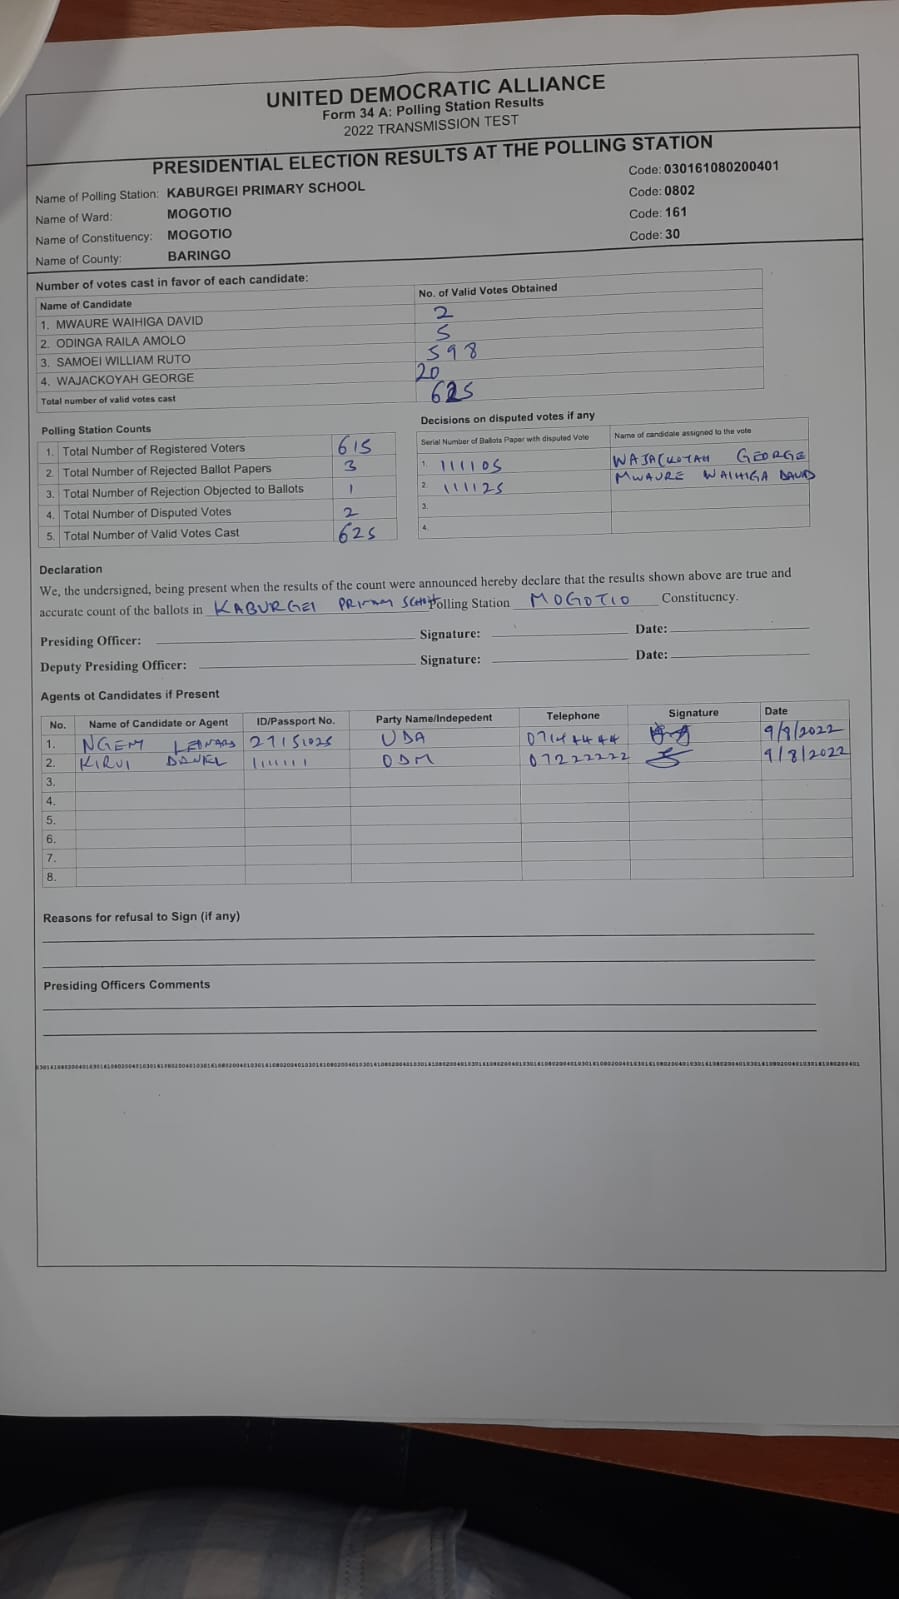 UNITED DEMOCRATIC ALLIANCE
Form 34 A: Polling Station Results
2022 TRANSMISSION TEST
PRESIDENTIAL ELECTION RESULTS AT THE POLLING STATION
Name of Polling Station: KABURGEI PRIMARY SCHOOL Code: 030161080200401
Name of Ward: MOGOTIO Code: 0802
Name of Constituency: MOGOTIO Code: 161
Name of County: BARINGO Code: 30
Number of votes cast in favor of each candidate:
Name of Candidate No. of Valid Votes Obtained
1. MWAURE WAIHIGA DAVID 2
2. ODINGA RAILA AMOLO 5
3. SAMOEI WILLIAM RUTO 598
4. WAJACKOYAH GEORGE 20
Total number of valid votes cast 625
Polling Station Counts
1. Total Number of Registered Voters 615
2. Total Number of Rejected Ballot Papers 3
3. Total Number of Rejection Objected to Ballots 1
4. Total Number of Disputed Votes 2
5. Total Number of Valid Votes Cast 625
Decisions on disputed votes if any
Serial Number of Ballots Paper with disputed Vote Name of candidate assigned to the vote
1. 111105 WAJACKOYAH GEORGE
2. 111125 MWAURE WAIHIGA DAVID
3.
4.
Declaration
We, the undersigned, being present when the results of the count were announced hereby declare that the results shown above are true and
accurate count of the ballots in KABURGEI PRIMARY SCHOOL Polling Station MOGOTIO Constituency.
Presiding Officer: Signature: Date:
Deputy Presiding Officer: Signature: Date:
Agents ot Candidates if Present
No. Name of Candidate or Agent ID/Passport No. Party Name/Indepedent Telephone Signature Date
1. 27151025 UDA 07144444 9/8/2022
2. KIRUI DANIEL 1111111 ODM 07222222 9/8/2022
3.
4.
5.
6.
7.
8.
Reasons for refusal to Sign (if any)
Presiding Officers Comments